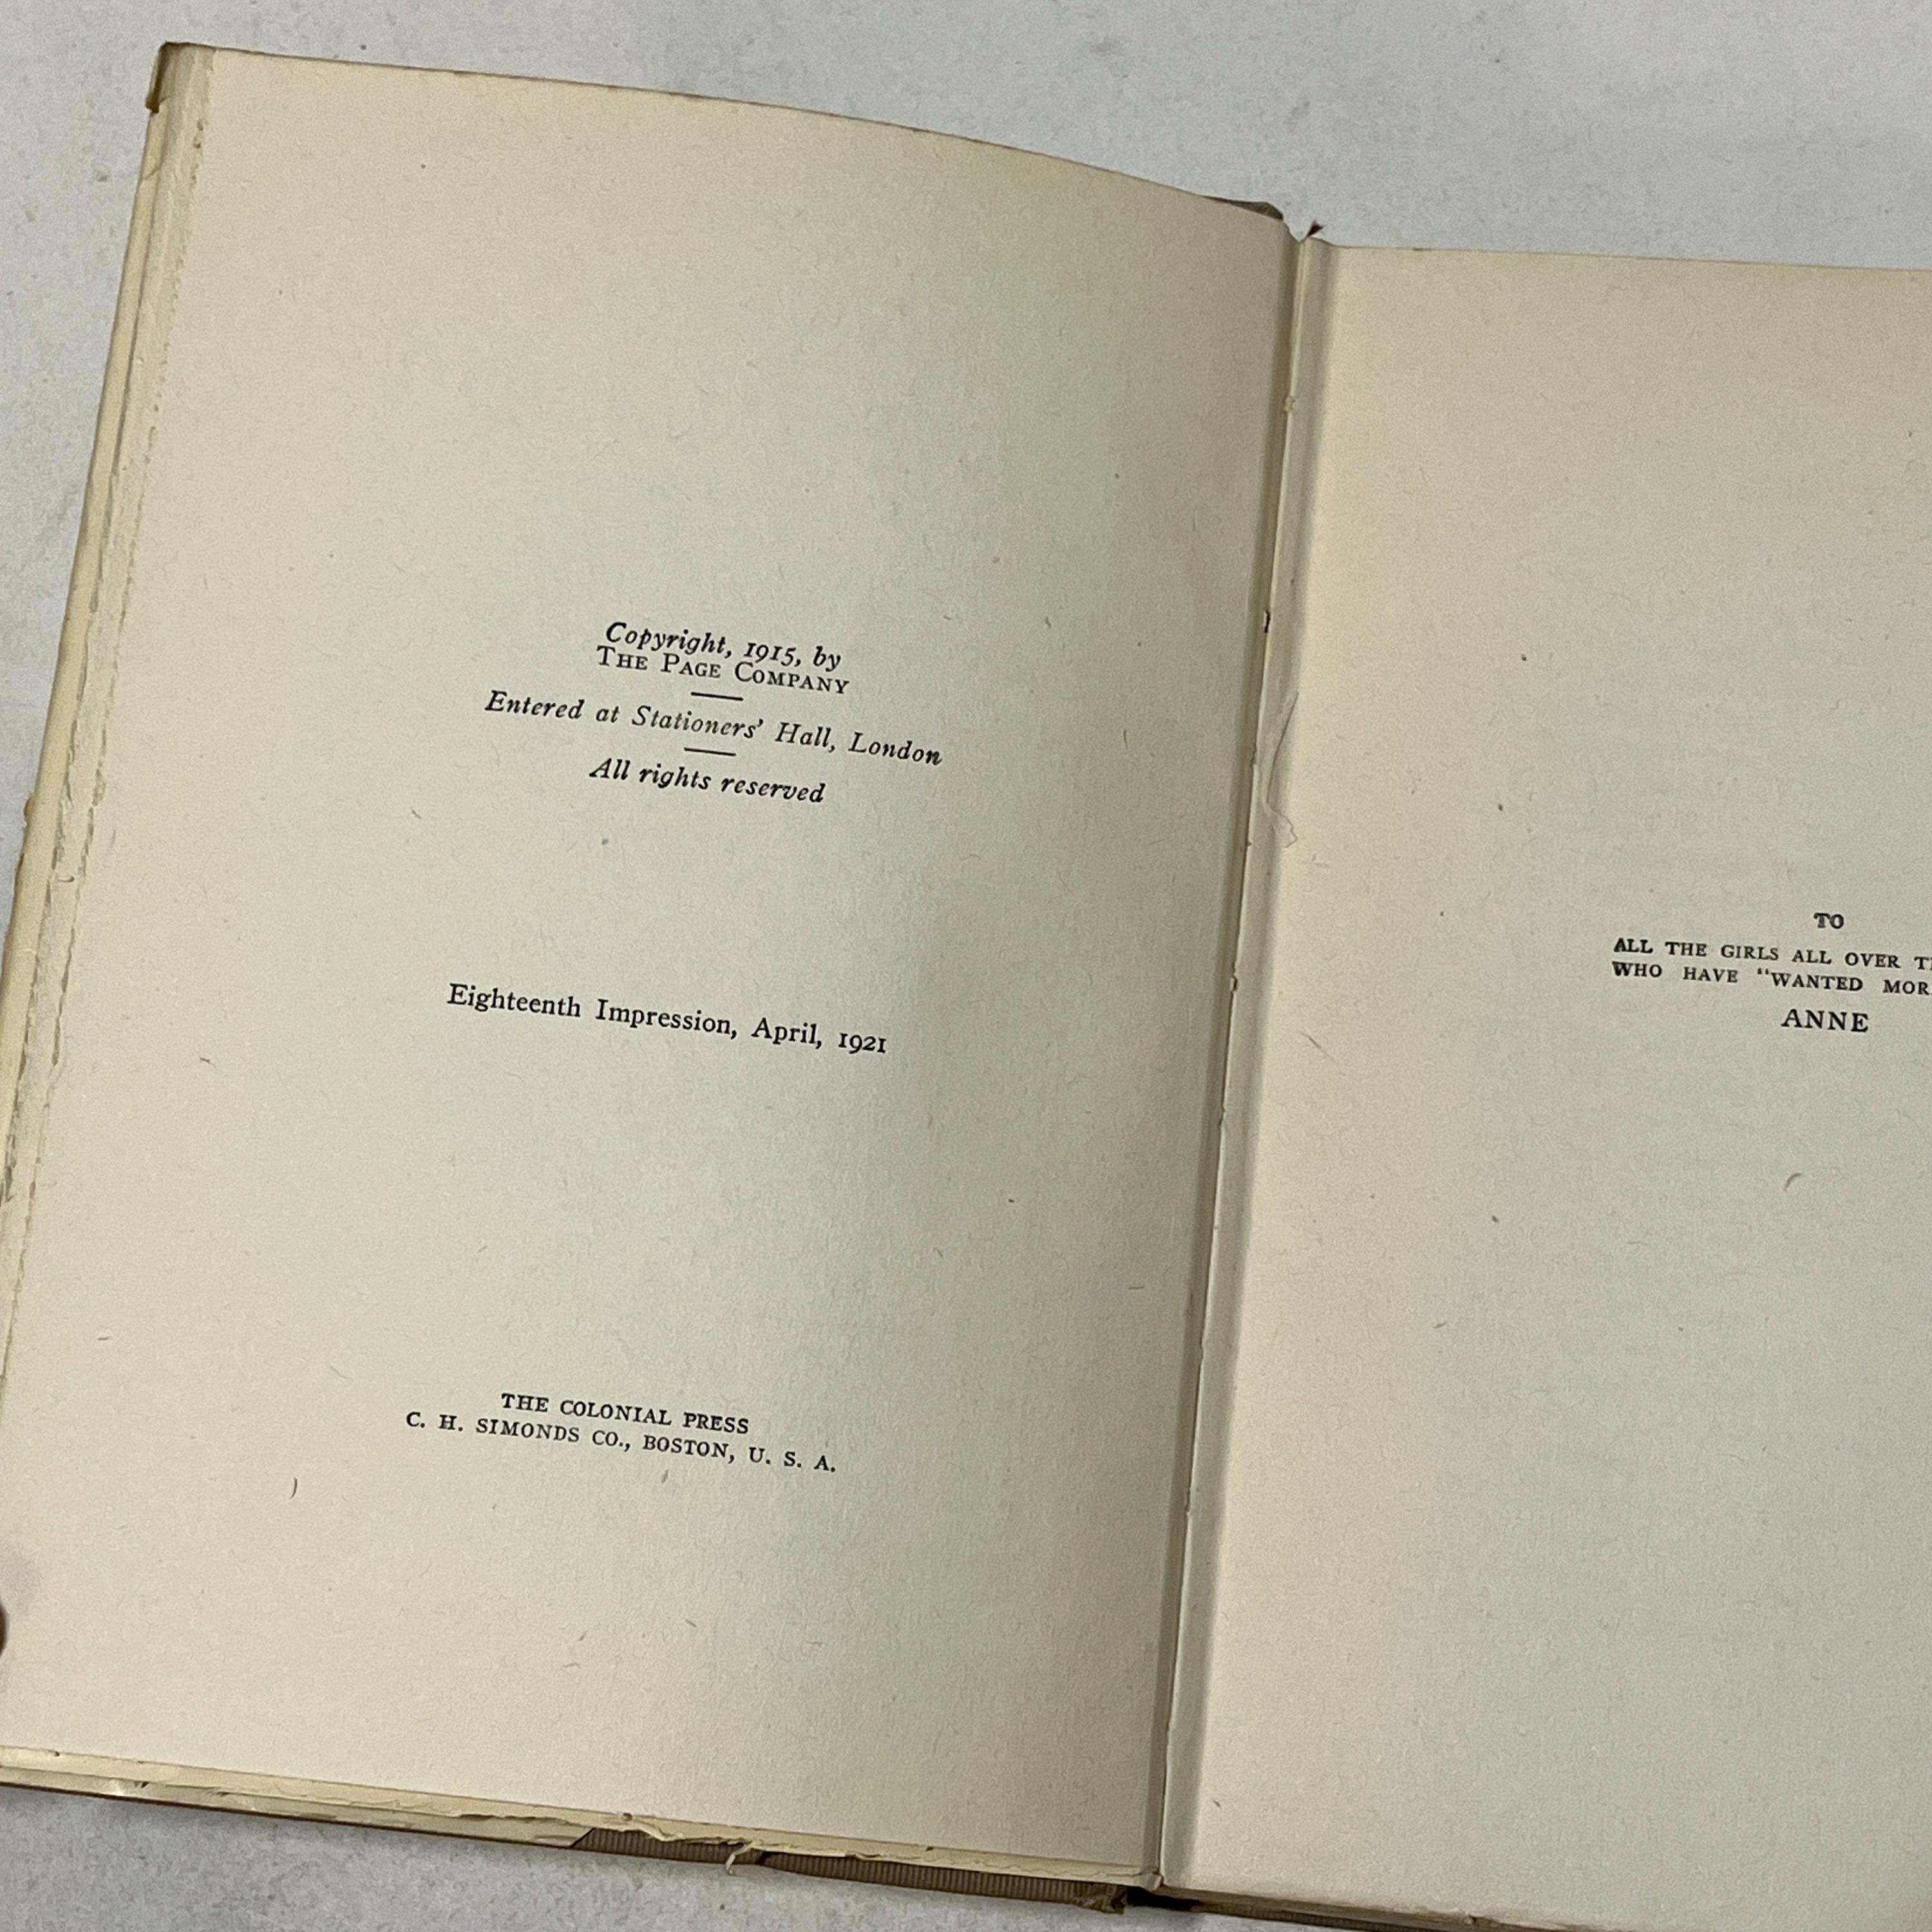 Copyright, 1915, by
THE PAGE COMPANY
Entered at Stationers' Hall, London
All rights reserved
Eighteenth Impression, April, 1921
THE COLONIAL PRESS
C. H. SIMONDS CO., BOSTON, U. S. A.
TO
ALL THE GIRLS ALL OVER
WHO HAVE "WANTED
ANNE